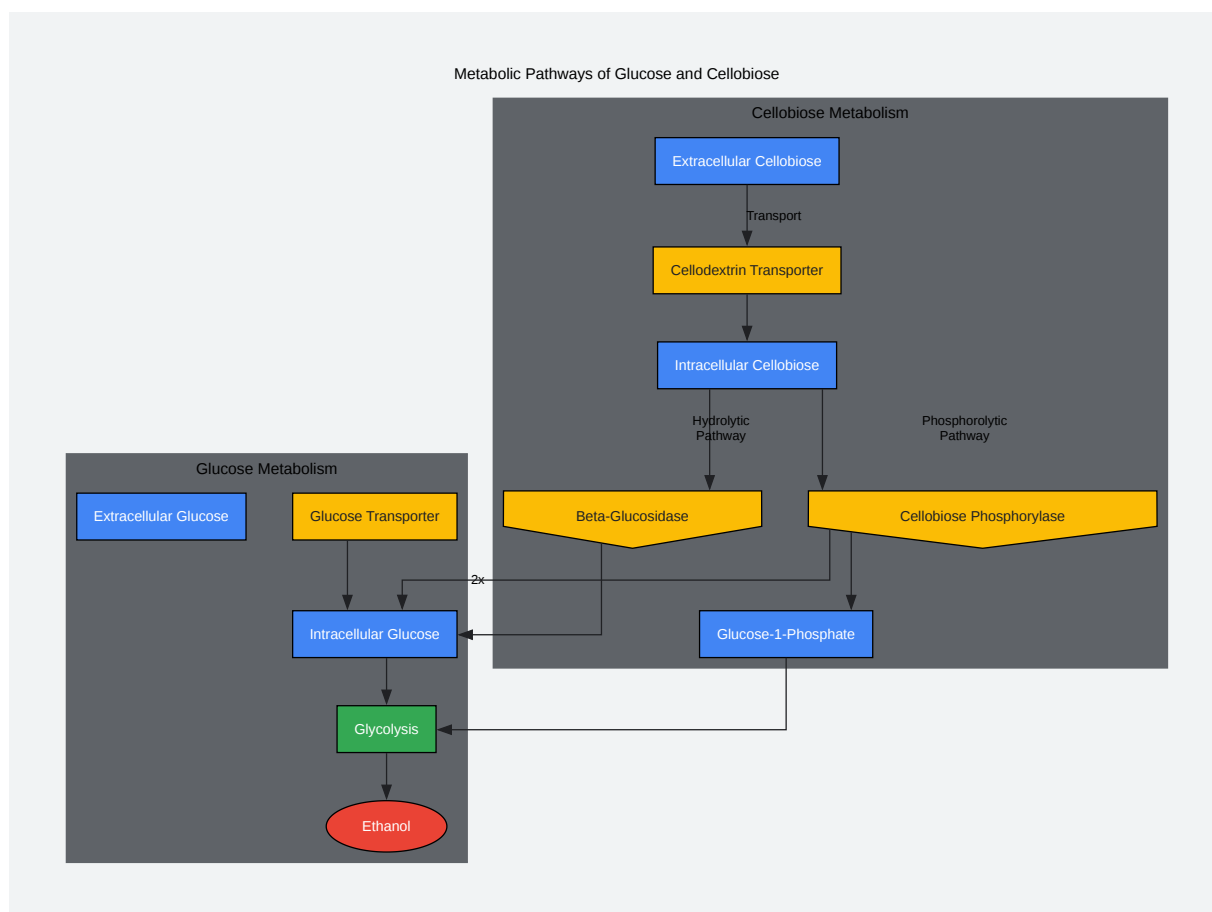 Metabolic Pathways of Glucose and Cellobiose
Cellobiose Metabolism
Extracellular Cellobiose
Transport
Cellodextrin Transporter
Intracellular Cellobiose
Hydrolytic
Pathway
Phosphorolytic
Pathway
Glucose Metabolism
Extracellular Glucose
Glucose Transporter
Beta-Glucosidase
Cellobiose Phosphorylase
2x
Intracellular Glucose
Glucose-1-Phosphate
Glycolysis
Ethanol